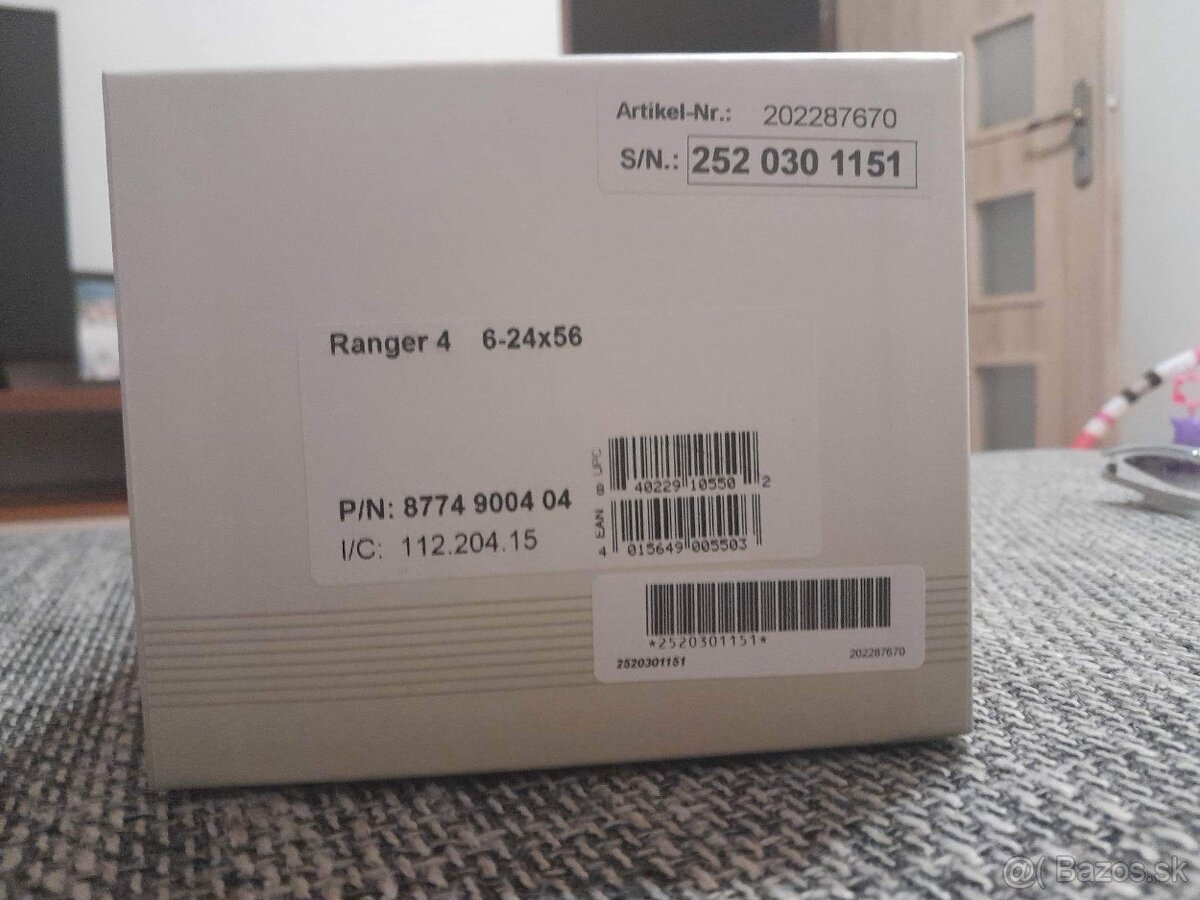 Artikel-Nr.: 202287670
S/N.: 252 030 1151
Ranger 4 6-24x56
P/N: 8774 9004 04
I/C: 112.204.15
UPC
8 40229 10550 2
EAN
4 015649 005503
*2520301151*
2520301151 202287670
@( Bazos.sk